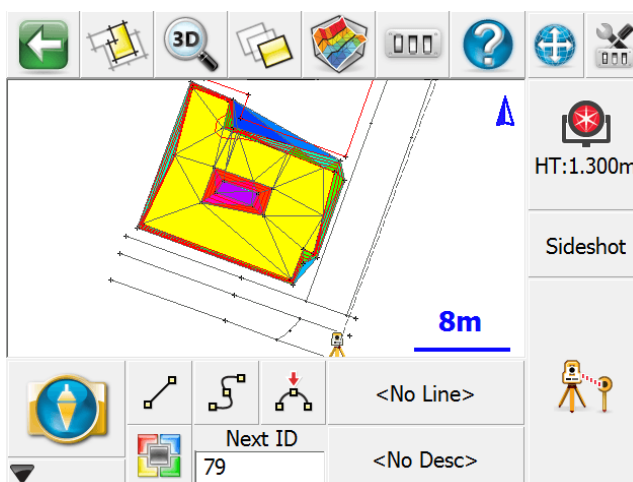 3D
HT:1.300m
Sideshot
8m
<No Line>
Next ID
79
<No Desc>